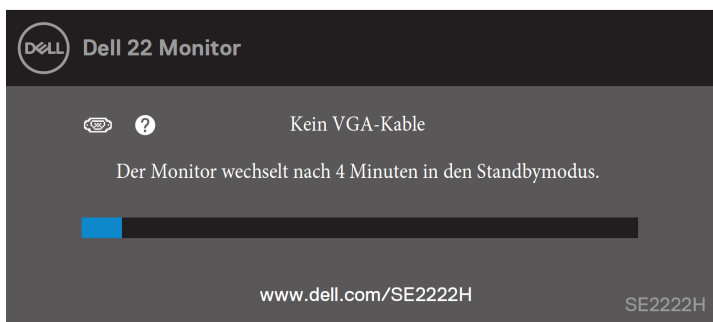 DELL Dell 22 Monitor
Kein VGA-Kable
Der Monitor wechselt nach 4 Minuten in den Standbymodus.
www.dell.com/SE2222H
SE2222H